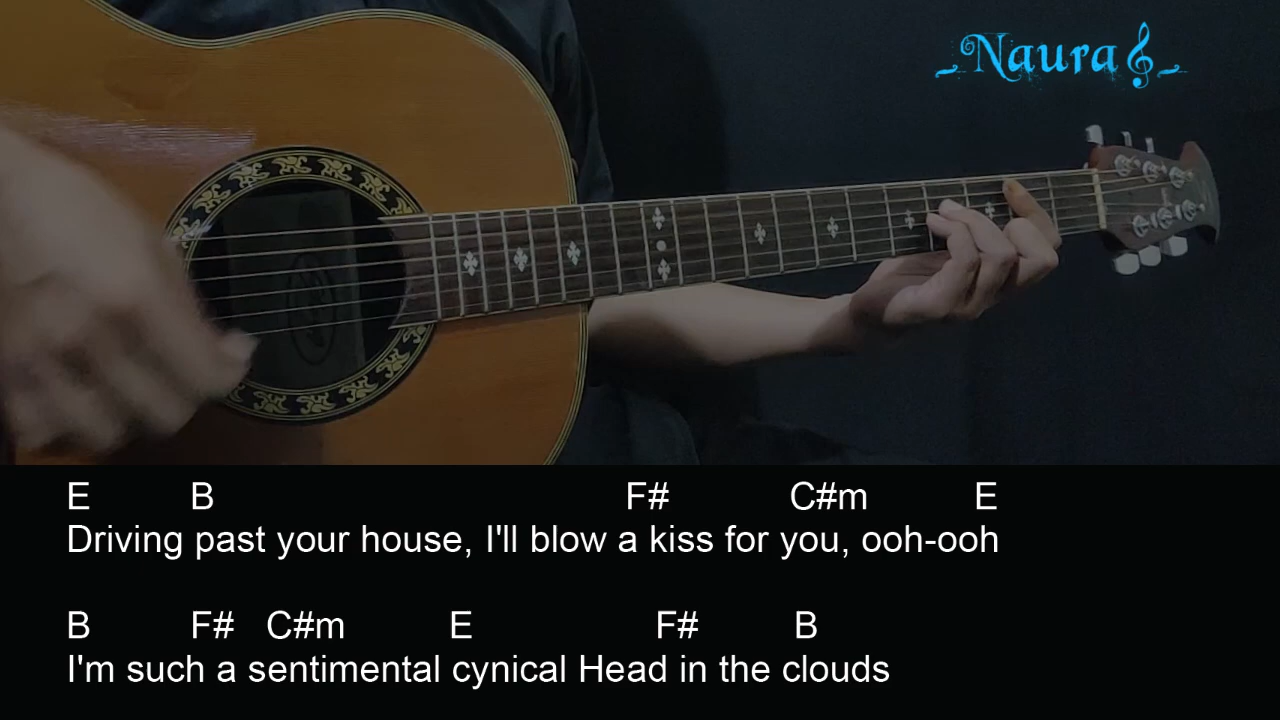 Naura
E B F# C#m E
Driving past your house, I'll blow a kiss for you, ooh-ooh
B F# C#m E F# B
I'm such a sentimental cynical Head in the clouds